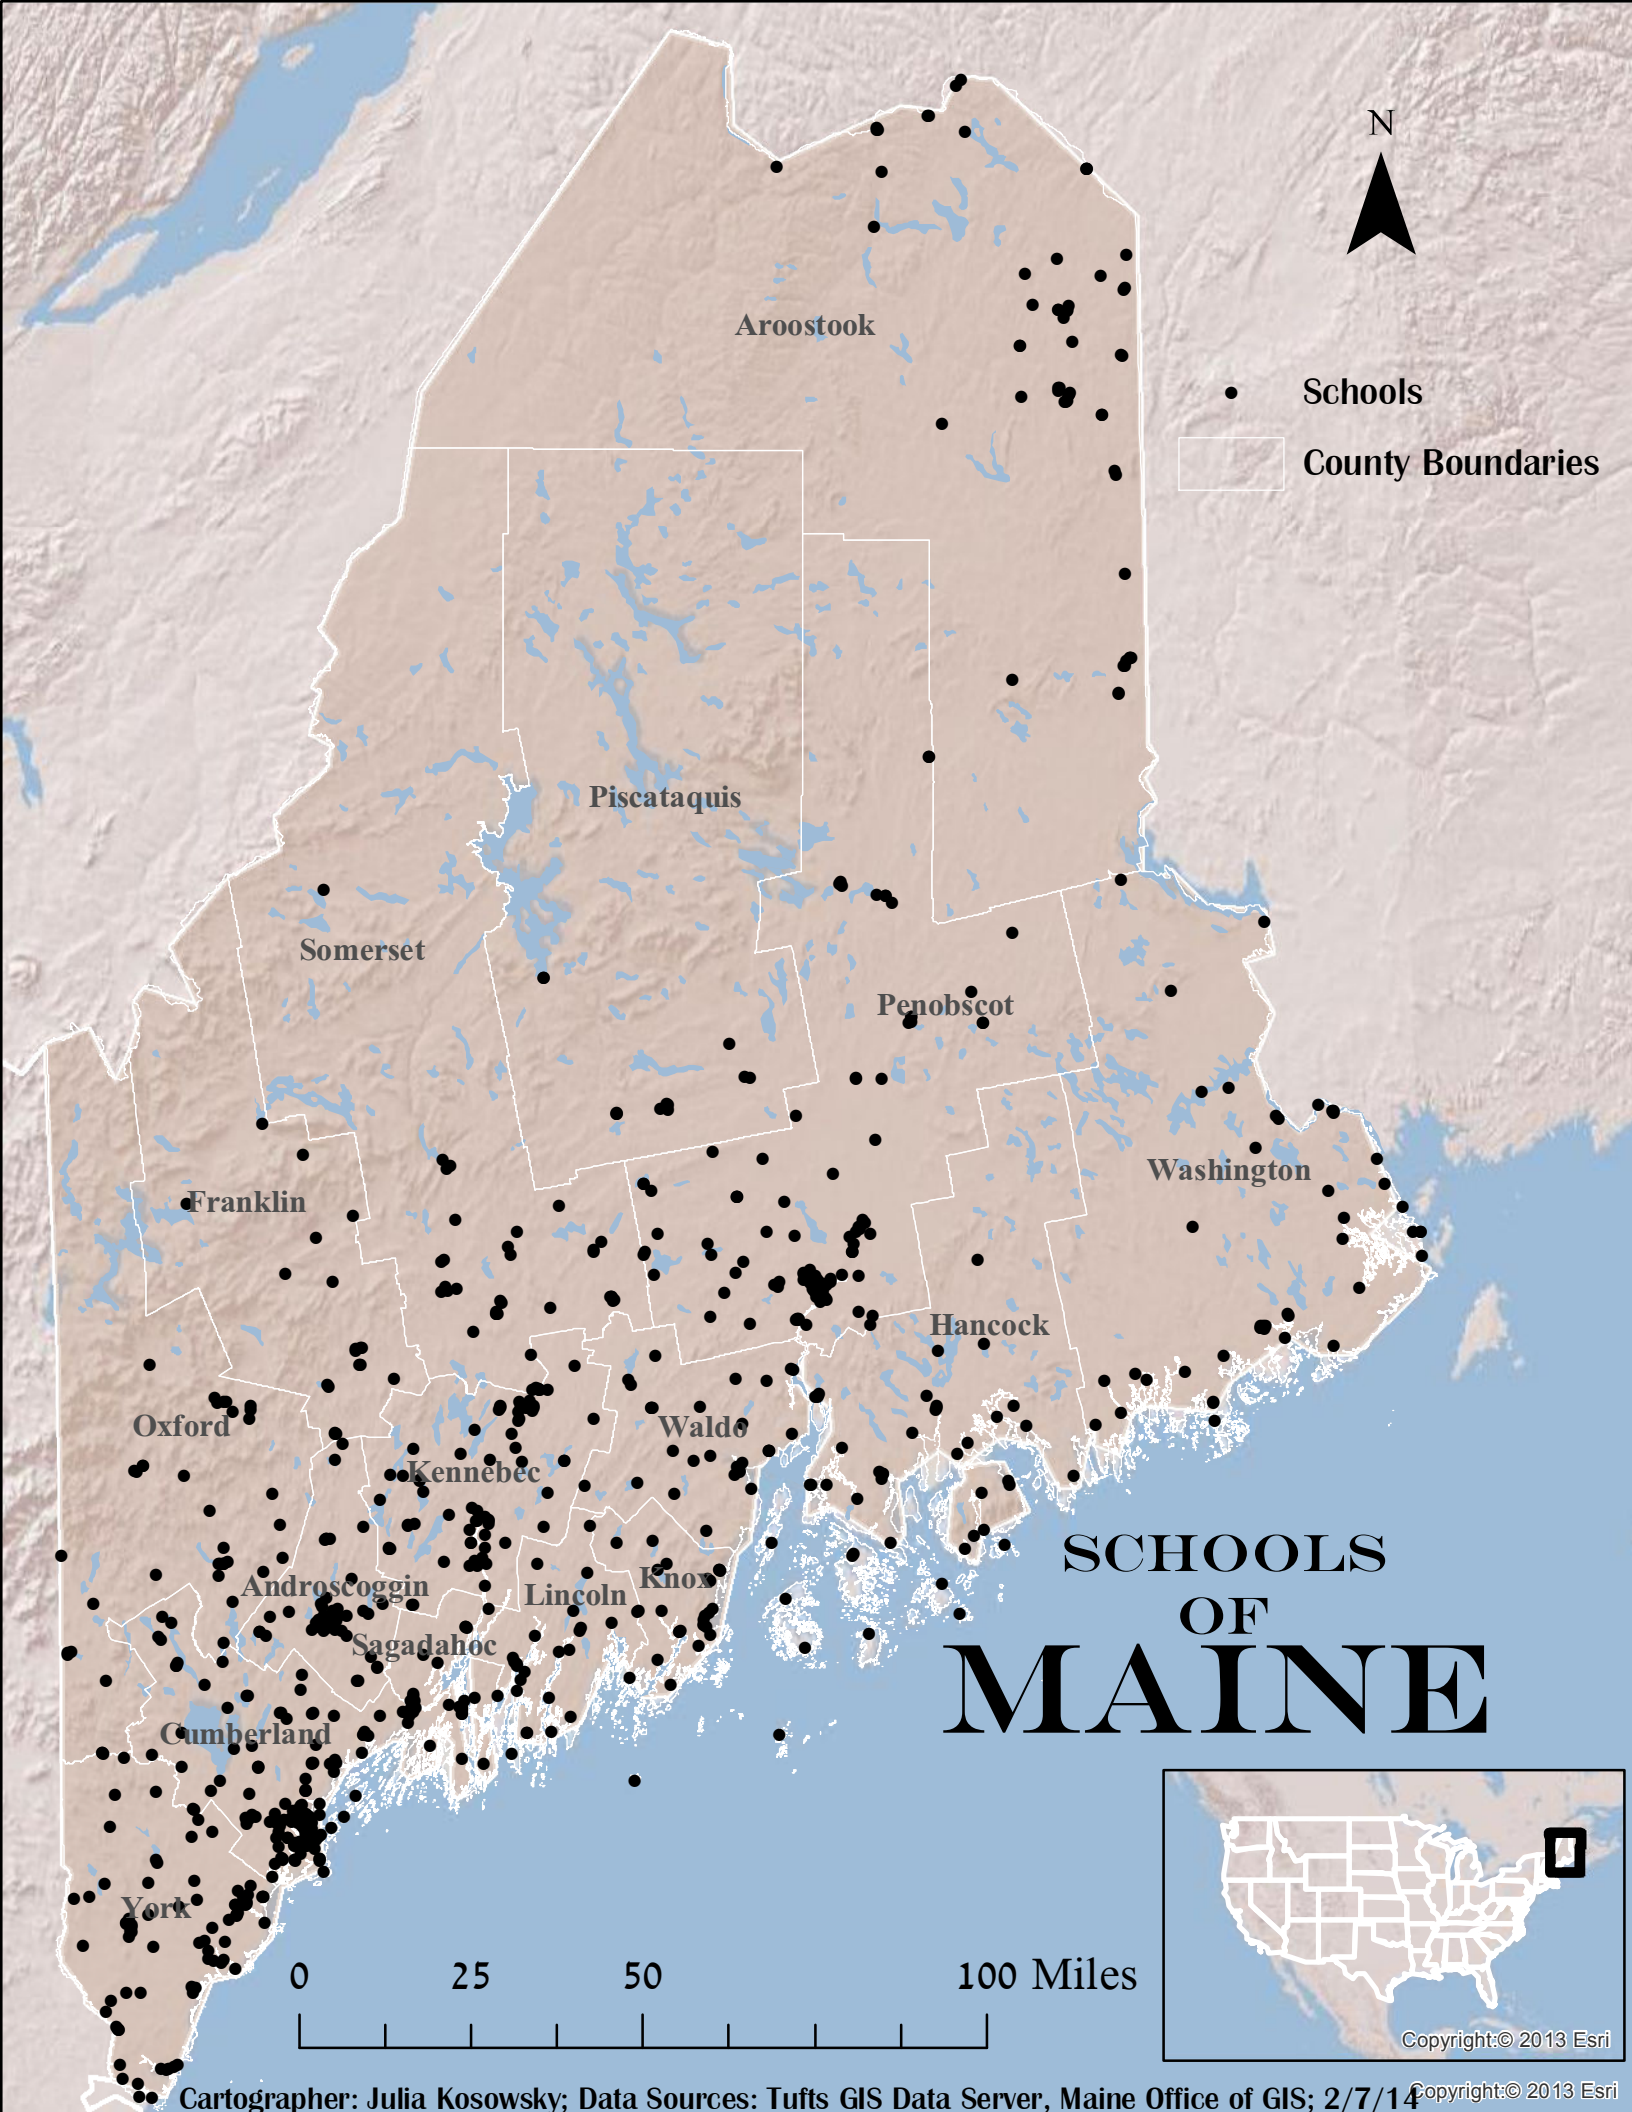 N
Aroostook
Schools
County Boundaries
Piscataquis
Somerset
Penobscot
Washington
Franklin
Hancock
Oxford
Waldo
Kennebec
Androscoggin
Lincoln
Knox
Sagadahoc
Cumberland
York
SCHOOLS
OF
MAINE
0 25 50 100 Miles
Copyright:© 2013 Esri
Cartographer: Julia Kosowsky; Data Sources: Tufts GIS Data Server, Maine Office of GIS; 2/7/14
Copyright:© 2013 Esri